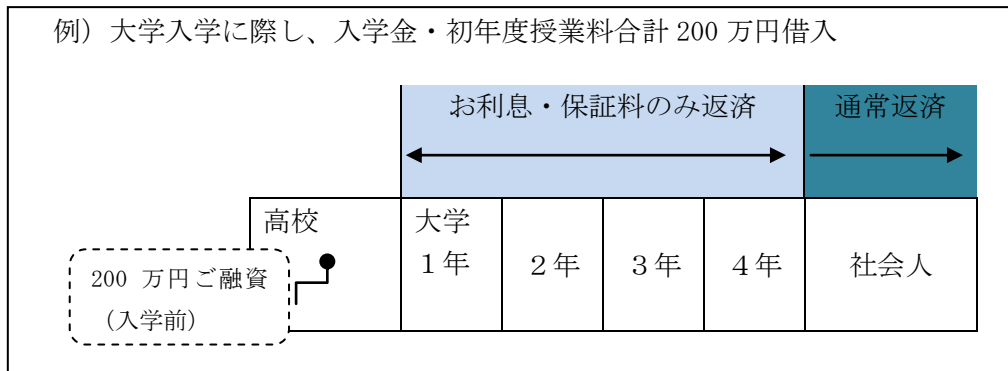 例）大学入学に際し、入学金・初年度授業料合計 200 万円借入
お利息・保証料のみ返済
通常返済
高校
大学
１年
２年
３年
４年
社会人
200 万円ご融資
（入学前）